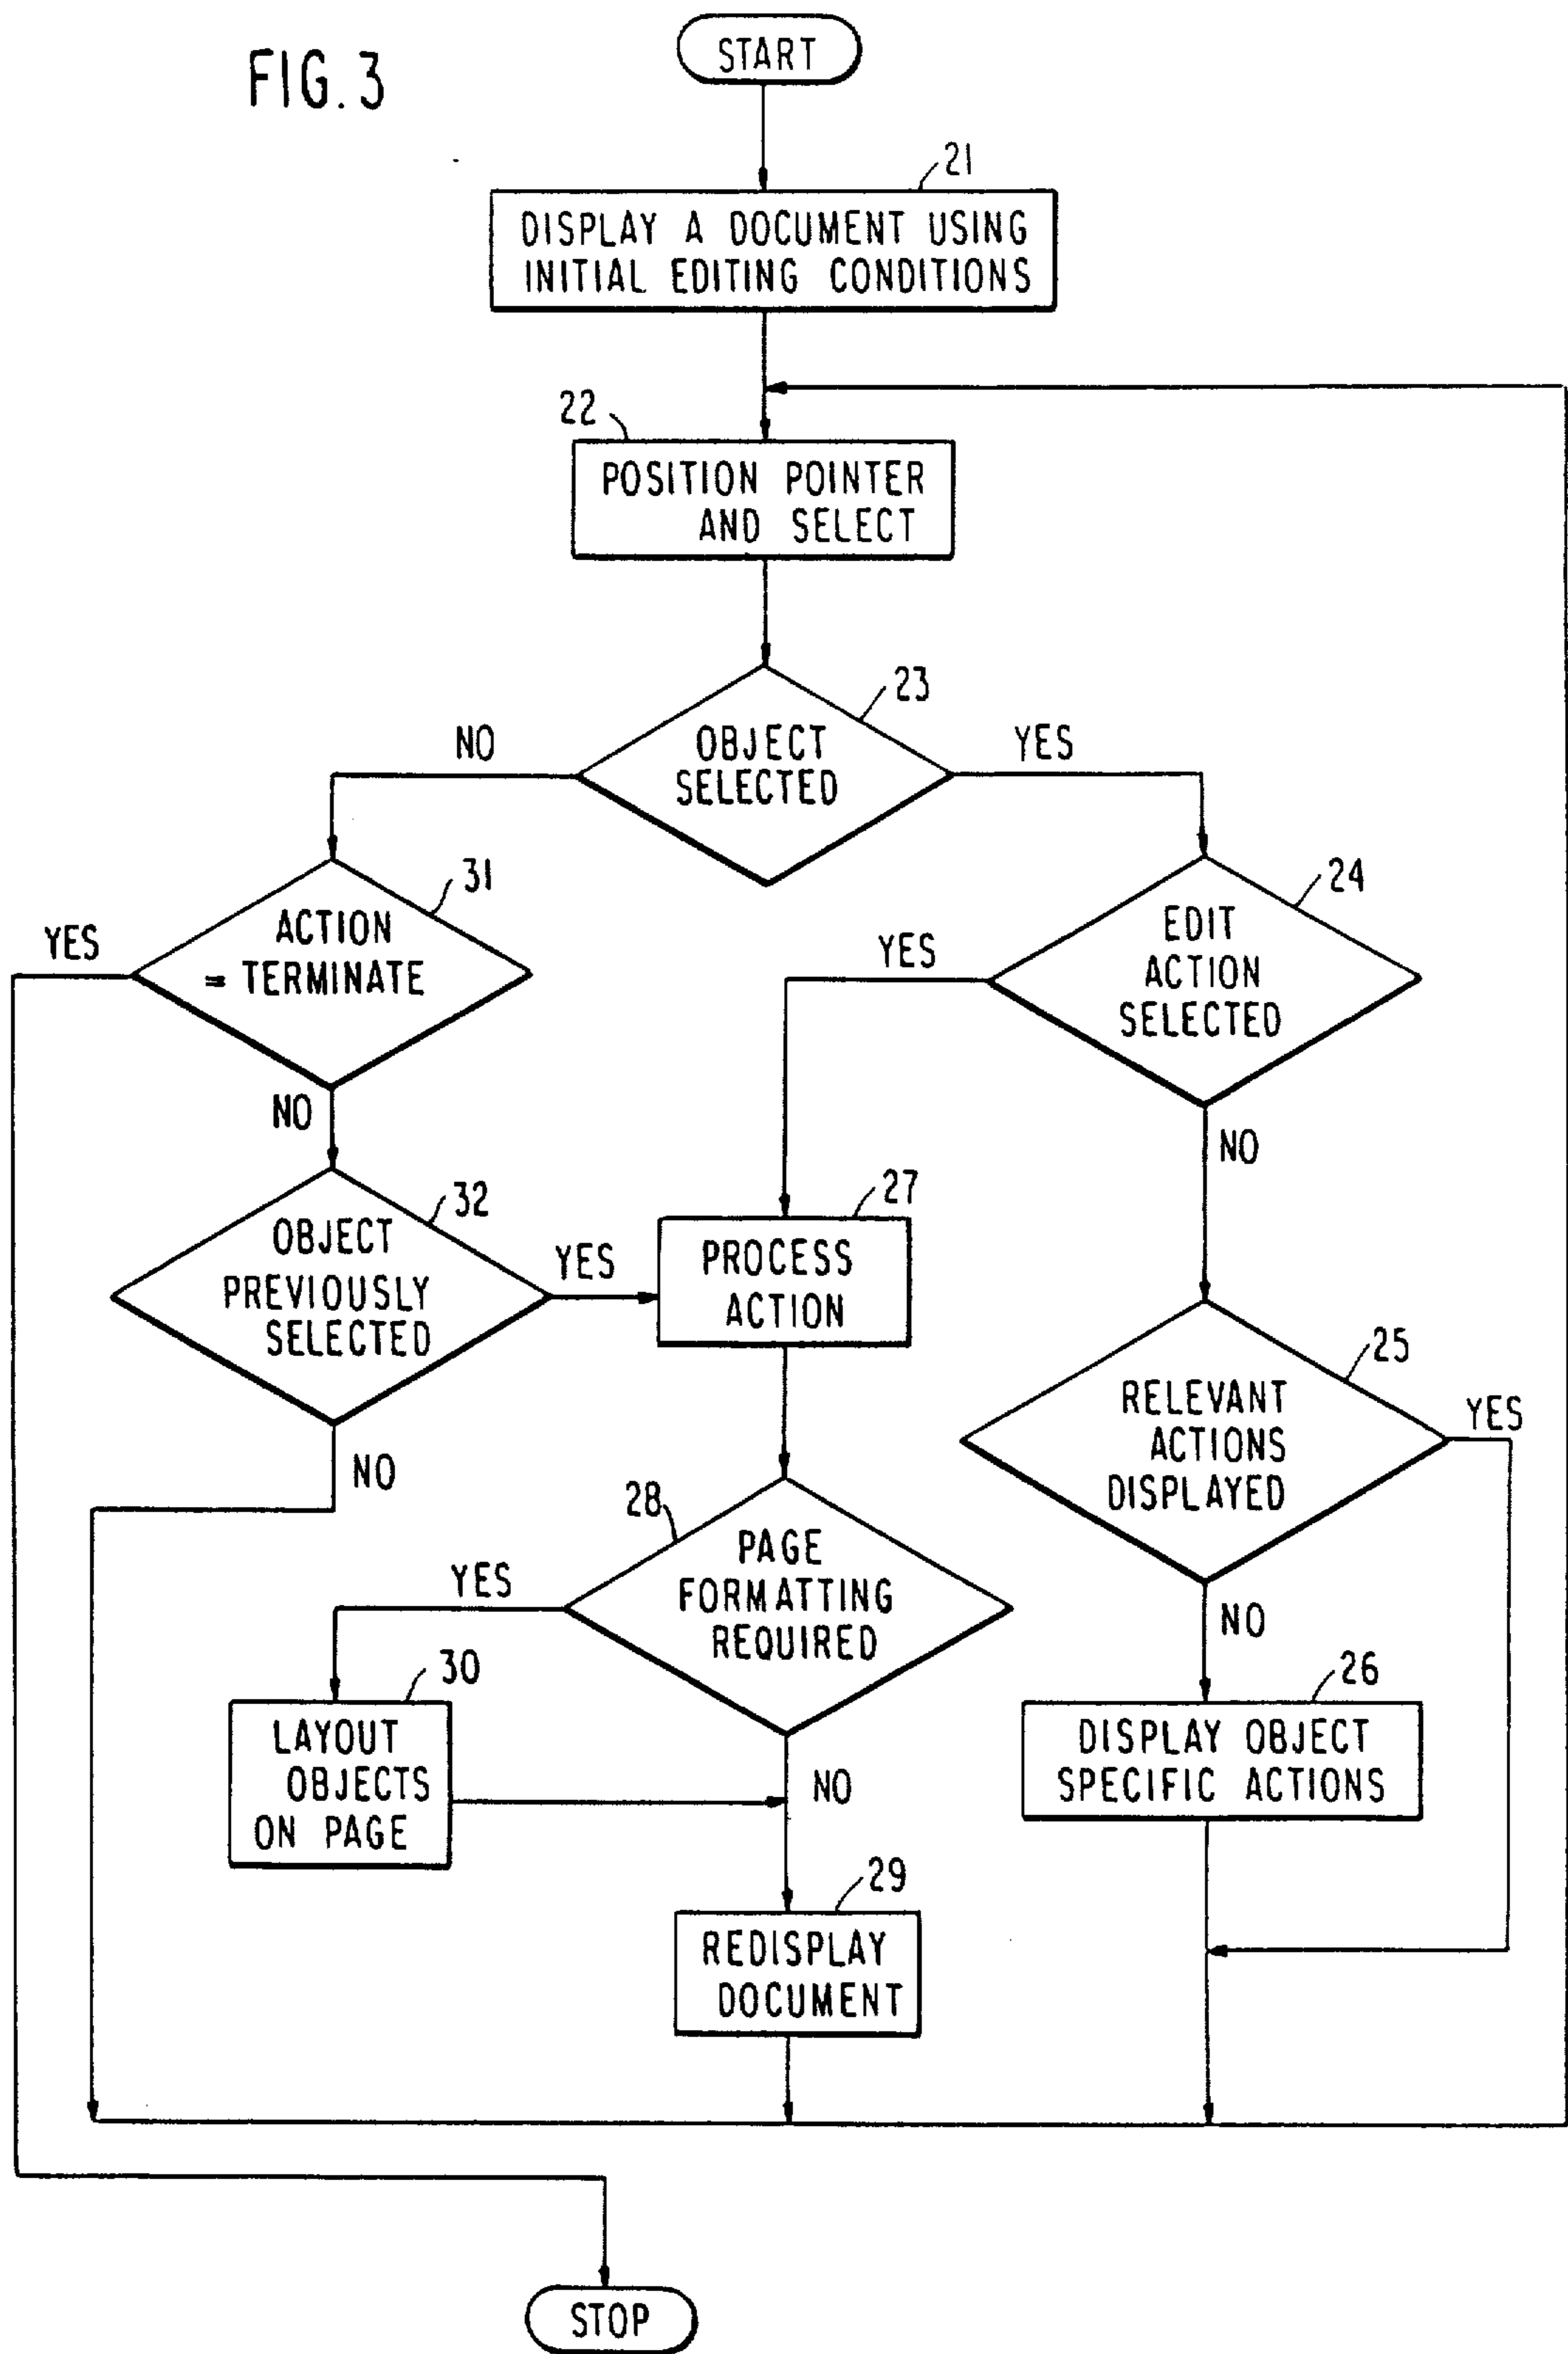 FIG. 3
START
21
DISPLAY A DOCUMENT USING
INITIAL EDITING CONDITIONS
22
POSITION POINTER
AND SELECT
23
NO
OBJECT
SELECTED
YES
31
YES
ACTION
= TERMINATE
NO
24
YES
EDIT
ACTION
SELECTED
NO
32
OBJECT
PREVIOUSLY
SELECTED
YES
NO
27
PROCESS
ACTION
25
RELEVANT
ACTIONS
DISPLAYED
YES
NO
28
YES
PAGE
FORMATTING
REQUIRED
NO
30
LAYOUT
OBJECTS
ON PAGE
26
DISPLAY OBJECT
SPECIFIC ACTIONS
29
REDISPLAY
DOCUMENT
STOP